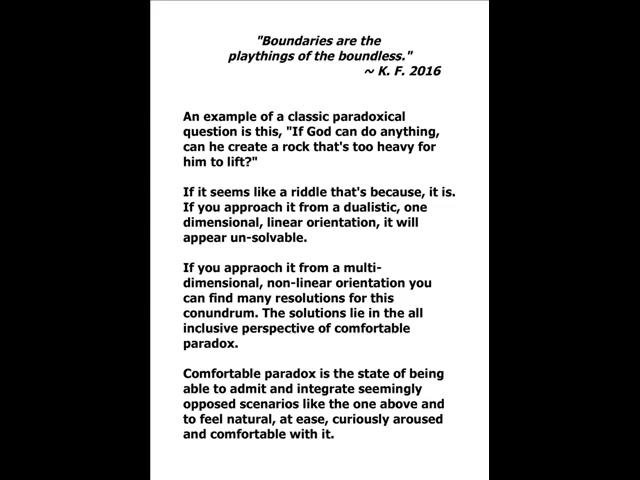 "Boundaries are the
playthings of the boundless."
~ K. F. 2016
An example of a classic paradoxical
question is this, "If God can do anything,
can he create a rock that's too heavy for
him to lift?"
If it seems like a riddle that's because, it is.
If you approach it from a dualistic, one
dimensional, linear orientation, it will
appear un-solvable.
If you appraoch it from a multi-
dimensional, non-linear orientation you
can find many resolutions for this
conundrum. The solutions lie in the all
inclusive perspective of comfortable
paradox.
Comfortable paradox is the state of being
able to admit and integrate seemingly
opposed scenarios like the one above and
to feel natural, at ease, curiously aroused
and comfortable with it.